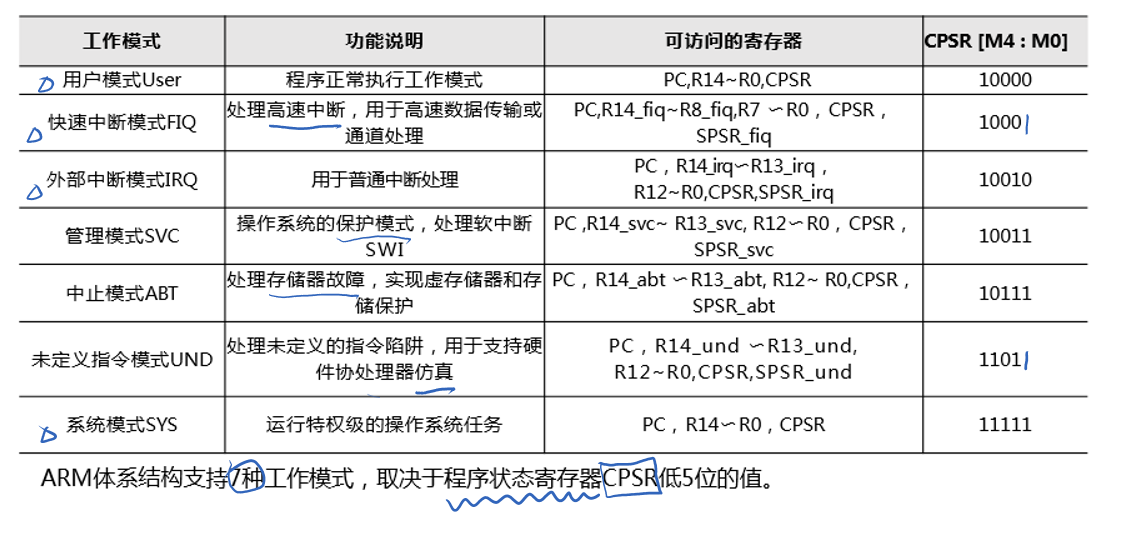 工作模式 功能说明 可访问的寄存器 CPSR [M4 : M0]
用户模式User 程序正常执行工作模式 PC,R14~R0,CPSR 10000
快速中断模式FIQ 处理高速中断，用于高速数据传输或 PC,R14_fiq~R8_fiq,R7 ∽R0，CPSR， 10001
通道处理 SPSR_fiq
外部中断模式IRQ 用于普通中断处理 PC，R14_irq∽R13_irq， 10010
R12~R0,CPSR,SPSR_irq
管理模式SVC 操作系统的保护模式，处理软中断 PC ,R14_svc~ R13_svc, R12∽R0，CPSR， 10011
SWI SPSR_svc
中止模式ABT 处理存储器故障，实现虚存储器和存 PC，R14_abt ∽R13_abt, R12~ R0,CPSR， 10111
储保护 SPSR_abt
未定义指令模式UND 处理未定义的指令陷阱，用于支持硬 PC，R14_und ∽R13_und, 11011
件协处理器仿真 R12~R0,CPSR,SPSR_und
系统模式SYS 运行特权级的操作系统任务 PC，R14∽R0，CPSR 11111
ARM体系结构支持7种工作模式，取决于程序状态寄存器CPSR低5位的值。